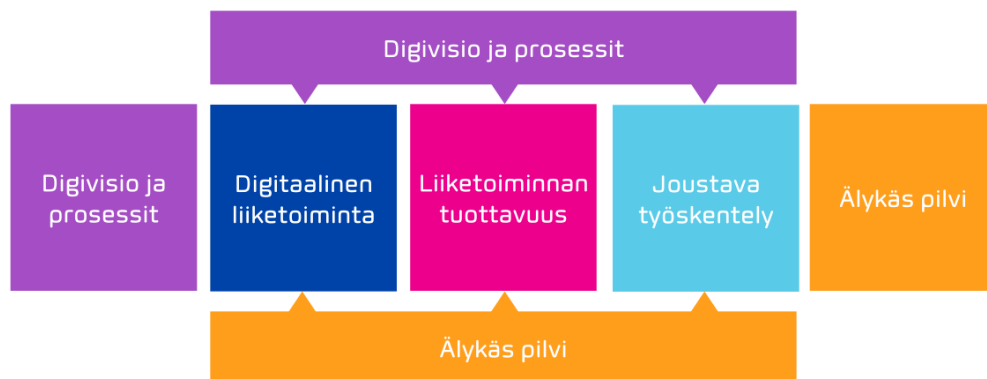 Digivisio ja prosessit
Digivisio ja
prosessit
Digitaalinen
liiketoiminta
Liiketoiminnan
tuottavuus
Joustava
työskentely
Älykäs pilvi
Älykäs pilvi